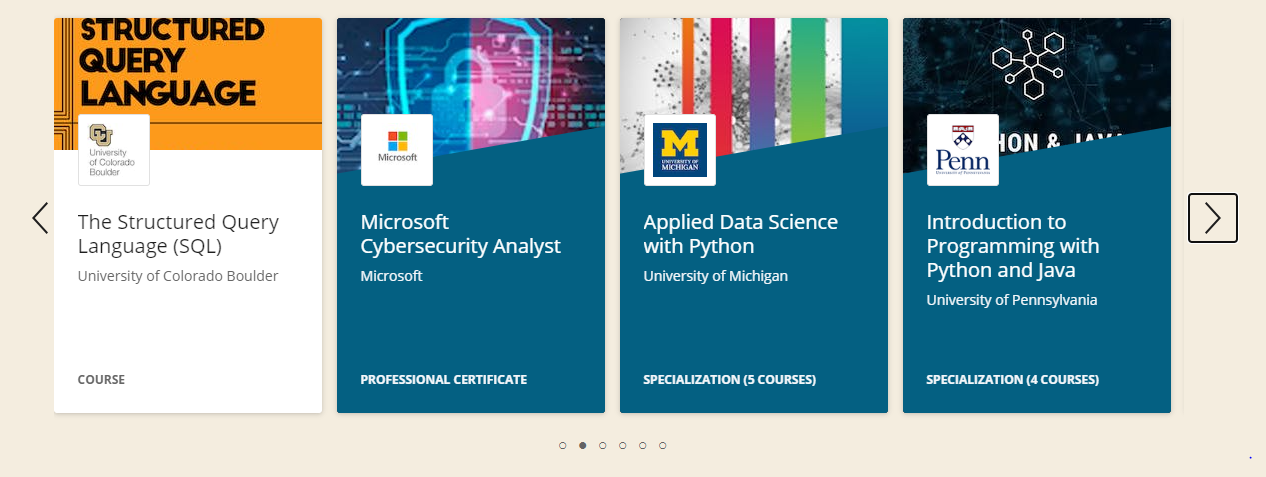 STRUCTURED
QUERY
LANGUAGE
CU
University
of Colorado
Boulder
The Structured Query
Language (SQL)
University of Colorado Boulder
COURSE
Microsoft
Microsoft
Cybersecurity Analyst
Microsoft
PROFESSIONAL CERTIFICATE
M
UNIVERSITY OF
MICHIGAN
Applied Data Science
with Python
University of Michigan
SPECIALIZATION (5 COURSES)
HON & JAVA
Penn
UNIVERSITY OF PENNSYLVANIA
Introduction to
Programming with
Python and Java
University of Pennsylvania
SPECIALIZATION (4 COURSES)